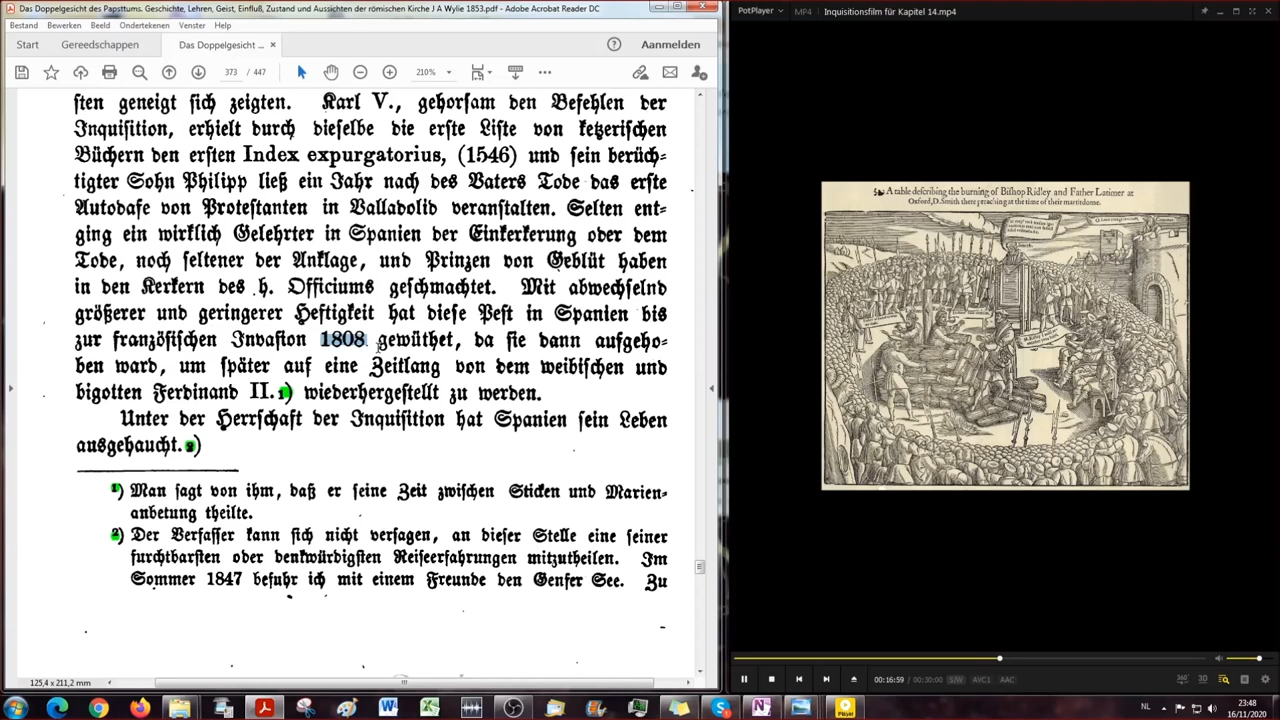 Das Doppelgesicht des Papsttums. Geschichte, Lehren, Geist, Einfluß, Zustand und Aussichten der römischen Kirche J A Wylie 1853.pdf - Adobe Acrobat Reader DC
Bestand Bewerken Beeld Ondertekenen Venster Help
Start Gereedschappen Das Doppelgesicht ... × Anmelden
373 / 447 210%
ſten geneigt ſich zeigten. Karl V., gehorſam den Befehlen der
Inquiſition, erhielt durch dieſelbe die erſte Liſte von ketzeriſchen
Büchern den erſten Index expurgatorius, (1546) und ſein berüch-
tigter Sohn Philipp ließ ein Jahr nach des Vaters Tode das erſte
Autodafe von Proteſtanten in Valladolid veranſtalten. Selten ent-
ging ein wirklich Gelehrter in Spanien der Einkerkerung oder dem
Tode, noch ſeltener der Anklage, und Prinzen von Geblüt haben
in den Kerkern des h. Officiums geſchmachtet. Mit abwechſelnd
größerer und geringerer Heftigkeit hat dieſe Peſt in Spanien bis
zur franzöſiſchen Invaſion 1808 gewüthet, da ſie dann aufgeho-
ben ward, um ſpäter auf eine Zeitlang von dem weibiſchen und
bigotten Ferdinand II.1) wiederhergeſtellt zu werden.
Unter der Herrſchaft der Inquiſition hat Spanien ſein Leben
ausgehaucht.2)
1) Man ſagt von ihm, daß er ſeine Zeit zwiſchen Sticken und Marien-
anbetung theilte.
2) Der Verfaſſer kann ſich nicht verſagen, an dieſer Stelle eine ſeiner
furchtbarſten oder denkwürdigſten Reiſeerfahrungen mitzutheilen. Im
Sommer 1847 befuhr ich mit einem Freunde den Genfer See. Zu
125,4 x 211,2 mm
PotPlayer MP4 Inquisitionsfilm für Kapitel 14.mp4
A table deſcribing the burning of Biſhop Ridley and Father Latimer at
Oxford, D. Smith there preaching at the time of their martirdome.
00:16:59 / 00:30:00 S/W AVC1 AAC
360° 3D
NL 23:48
16/11/2020